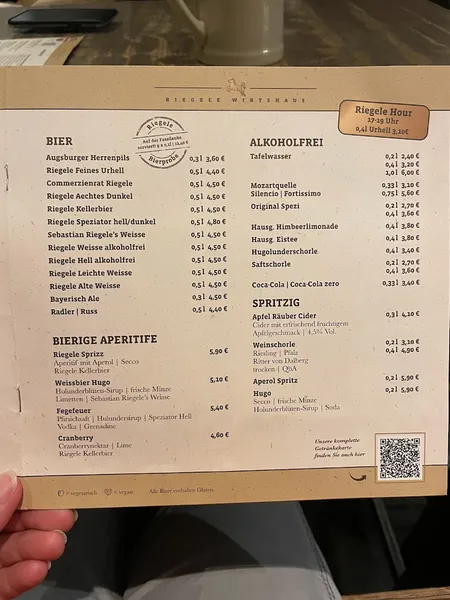 RIEGELE WIRTSHAUS
Riegele Hour
17-19 Uhr
0,4l Urhell 3,10€
Riegele
Bierprobe
BIER
Augsburger Herrenpils 0,3l 3,60 €
Riegele Feines Urhell 0,5l 4,40 €
Commerzienrat Riegele 0,5l 4,50 €
Riegele Aechtes Dunkel 0,5l 4,50 €
Riegele Kellerbier 0,5l 4,50 €
Riegele Speziator hell/dunkel 0,5l 4,80 €
Sebastian Riegele's Weisse 0,5l 4,50 €
Riegele Weisse alkoholfrei 0,5l 4,50 €
Riegele Hell alkoholfrei 0,5l 4,50 €
Riegele Leichte Weisse 0,5l 4,50 €
Riegele Alte Weisse 0,5l 4,50 €
Bayerisch Ale 0,3l 4,50 €
Radler | Russ 0,5l 4,40 €
BIERIGE APERITIFE
Riegele Sprizz 5,90 €
Aperitif mit Aperol | Secco
Riegele Kellerbier
Weissbier Hugo 5,10 €
Holunderblüten-Sirup | frische Minze
Limetten | Sebastian Riegele's Weisse
Fegefeuer 5,40 €
Pfirsichsaft | Holundersirup | Speziator Hell
Vodka | Grenadine
Cranberry 4,60 €
Cranberrynektar | Lime
Riegele Kellerbier
ALKOHOLFREI
Tafelwasser 0,2l 2,40 €
0,4l 3,20 €
1,0l 6,00 €
Mozartquelle 0,33l 3,10 €
Silencio | Fortissimo 0,75l 5,60 €
Original Spezi 0,2l 2,70 €
0,4l 3,60 €
Hausg. Himbeerlimonade 0,4l 3,80 €
Hausg. Eistee 0,4l 3,80 €
Hugolunderschorle 0,4l 3,40 €
Saftschorle 0,2l 2,70 €
0,4l 3,60 €
Coca-Cola | Coca-Cola zero 0,33l 3,40 €
SPRITZIG
Apfel Räuber Cider 0,3l 4,10 €
Cider mit erfrischend fruchtigem
Apfelgeschmack | 4,5% Vol.
Weinschorle 0,2l 3,10 €
Riesling | Pfalz 0,4l 4,90 €
Ritter von Dalberg
trocken | QbA
Aperol Spritz 0,2l 5,90 €
Hugo 0,2l 5,90 €
Secco | frische Minze
Holunderblüten-Sirup | Soda
Unsere komplette
Getränkekarte
finden Sie auch hier
= vegetarisch = vegan Alle Biere enthalten Gluten.